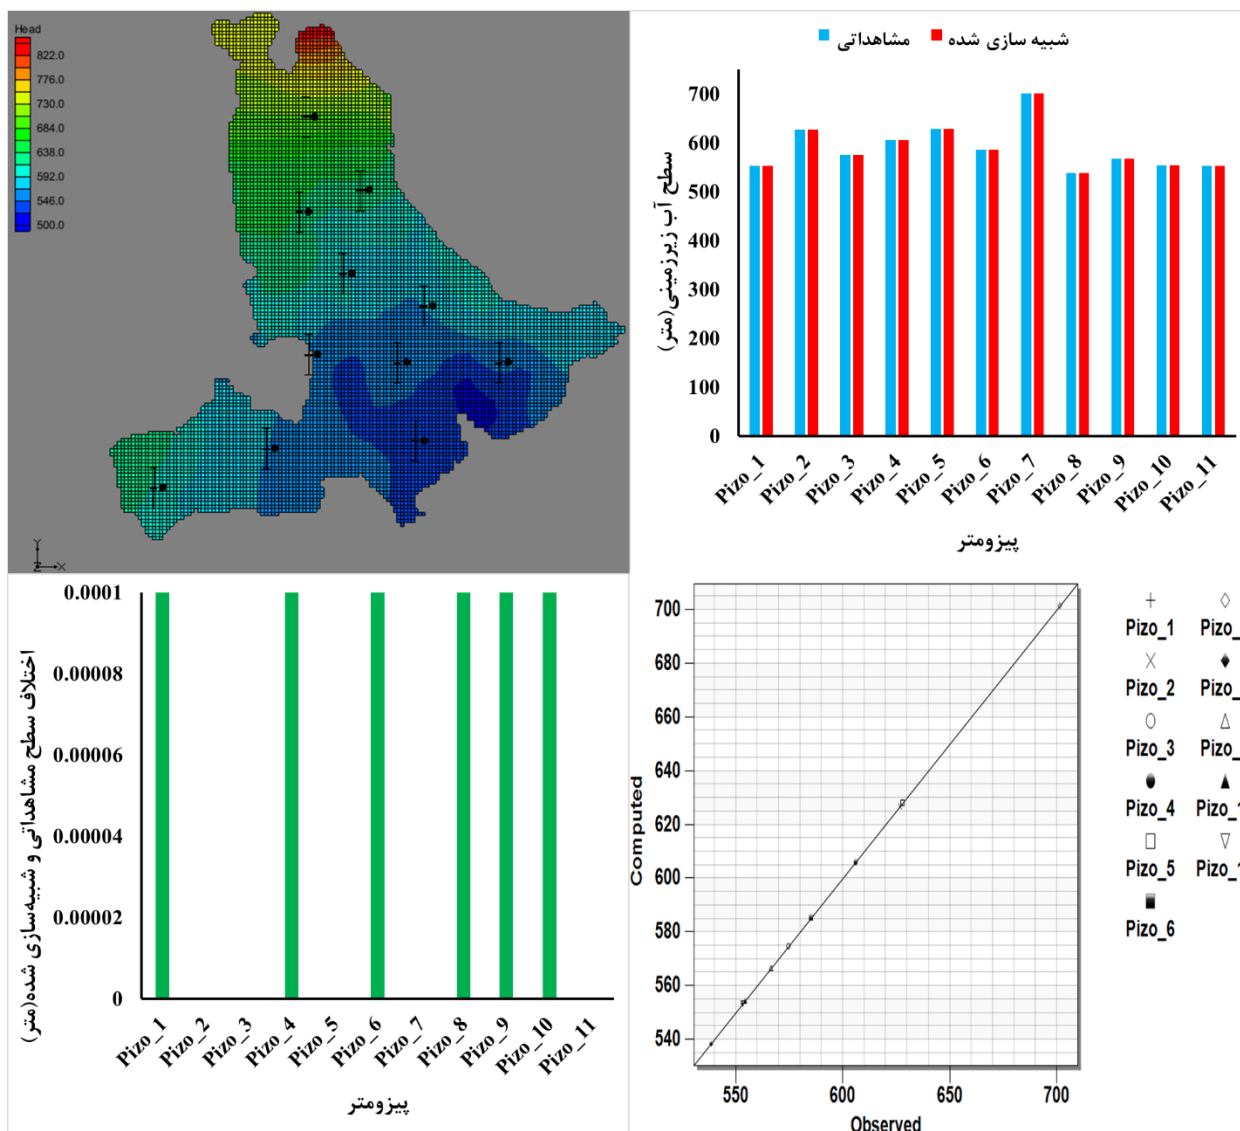 Head
822.0
776.0
730.0
684.0
638.0
592.0
546.0
500.0
Y
Z X
مشاهداتی شبیه سازی شده
سطح آب زیرزمینی(متر)
700
600
500
400
300
200
100
0
Pizo_1 Pizo_2 Pizo_3 Pizo_4 Pizo_5 Pizo_6 Pizo_7 Pizo_8 Pizo_9 Pizo_10 Pizo_11
پیزومتر
اختلاف سطح مشاهداتی و شبیه‌سازی شده(متر)
0.0001
0.00008
0.00006
0.00004
0.00002
0
Pizo_1 Pizo_2 Pizo_3 Pizo_4 Pizo_5 Pizo_6 Pizo_7 Pizo_8 Pizo_9 Pizo_10 Pizo_11
پیزومتر
Computed
700
680
660
640
620
600
580
560
540
550 600 650 700
Observed
Pizo_1 Pizo_
Pizo_2 Pizo_
Pizo_3 Pizo_
Pizo_4 Pizo_1
Pizo_5 Pizo_1
Pizo_6